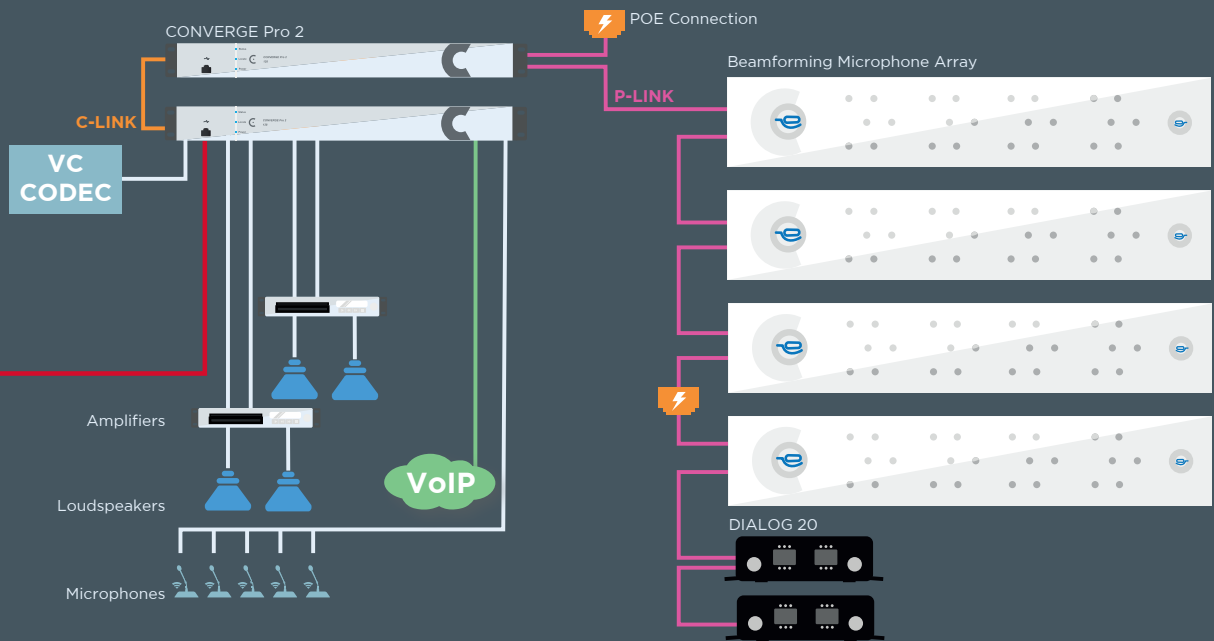 POE Connection
CONVERGE Pro 2
Beamforming Microphone Array
P-LINK
C-LINK
VC
CODEC
Amplifiers
VoIP
Loudspeakers
DIALOG 20
Microphones